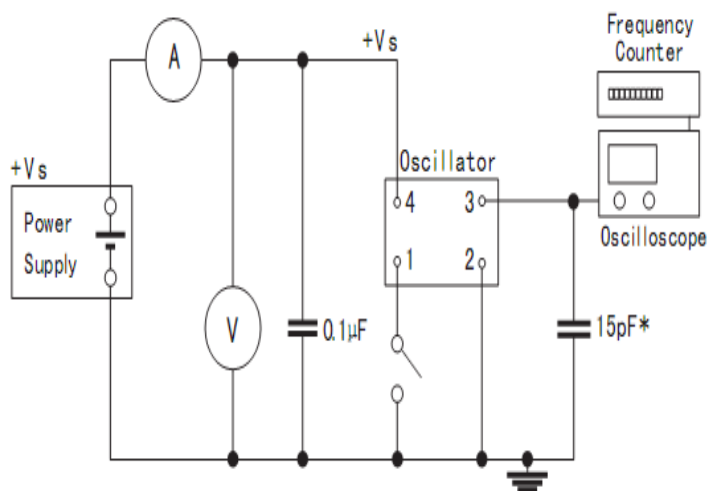 Frequency
Counter
A
+Vs
+Vs
Oscillator
Power
Supply
4
3
1
2
Oscilloscope
V
0.1μF
15pF*